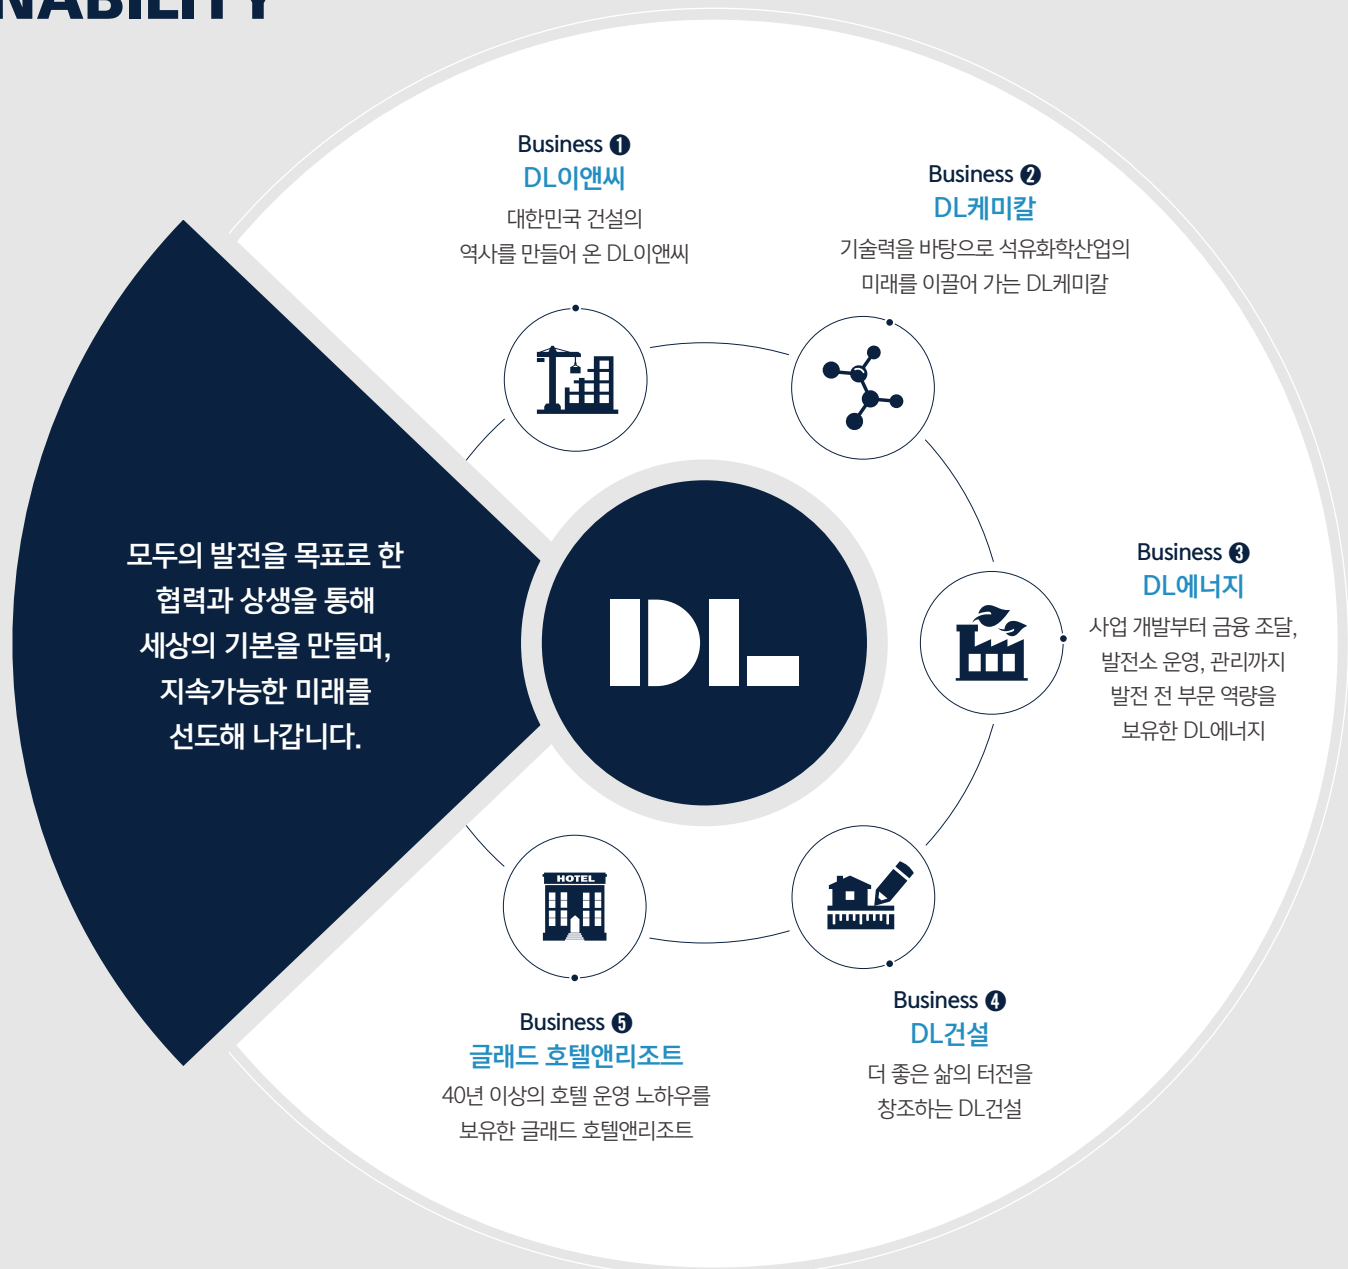 NABILITY
Business ❶
DL이앤씨
대한민국 건설의
역사를 만들어 온 DL이앤씨
Business ❷
DL케미칼
기술력을 바탕으로 석유화학산업의
미래를 이끌어 가는 DL케미칼
모두의 발전을 목표로 한
협력과 상생을 통해
세상의 기본을 만들며,
지속가능한 미래를
선도해 나갑니다.
DL
Business ❸
DL에너지
사업 개발부터 금융 조달,
발전소 운영, 관리까지
발전 전 부문 역량을
보유한 DL에너지
HOTEL
Business ❹
DL건설
더 좋은 삶의 터전을
창조하는 DL건설
Business ❺
글래드 호텔앤리조트
40년 이상의 호텔 운영 노하우를
보유한 글래드 호텔앤리조트